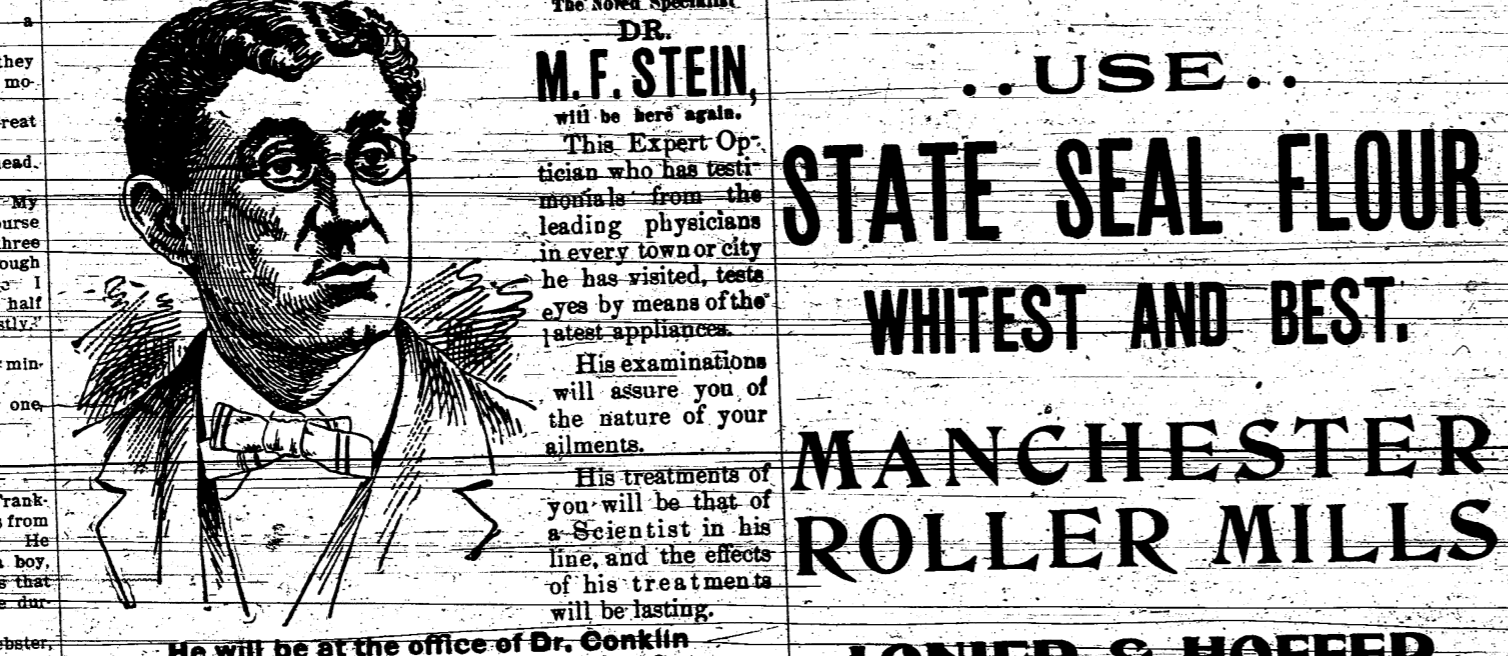 a
they
mo-
reat
ead.
My
ourse
three
ough
I
half
stly."
min-
one,
rank-
from
He
boy,
s that
e dur-
ebster,
The Noted Specialist
DR.
M. F. STEIN,
will be here again.
This Expert Op-
tician who has testi-
monials from the
leading physicians
in every town or city
he has visited, tests
eyes by means of the
latest appliances.
His examinations
will assure you of
the nature of your
ailments.
His treatments of
you will be that of
a Scientist in his
line, and the effects
of his treatments
will be lasting.
He will be at the office of Dr. Conklin
..USE..
STATE SEAL FLOUR
WHITEST AND BEST.
MANCHESTER
ROLLER MILLS
& HOFFER